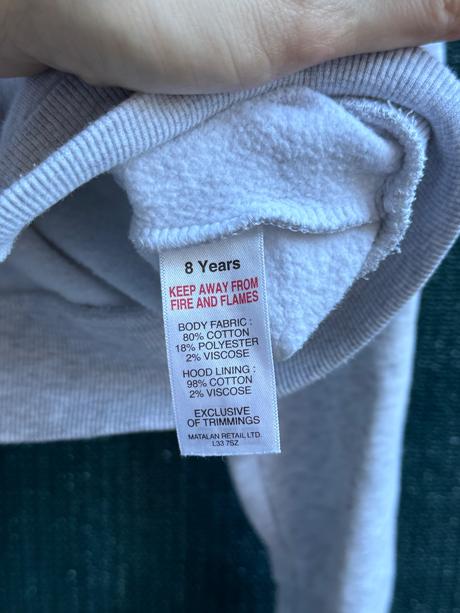 8 Years
KEEP AWAY FROM
FIRE AND FLAMES
BODY FABRIC :
80% COTTON
18% POLYESTER
2% VISCOSE
HOOD LINING :
98% COTTON
2% VISCOSE
EXCLUSIVE
OF TRIMMINGS
MATALAN RETAIL LTD.
L33 7SZ